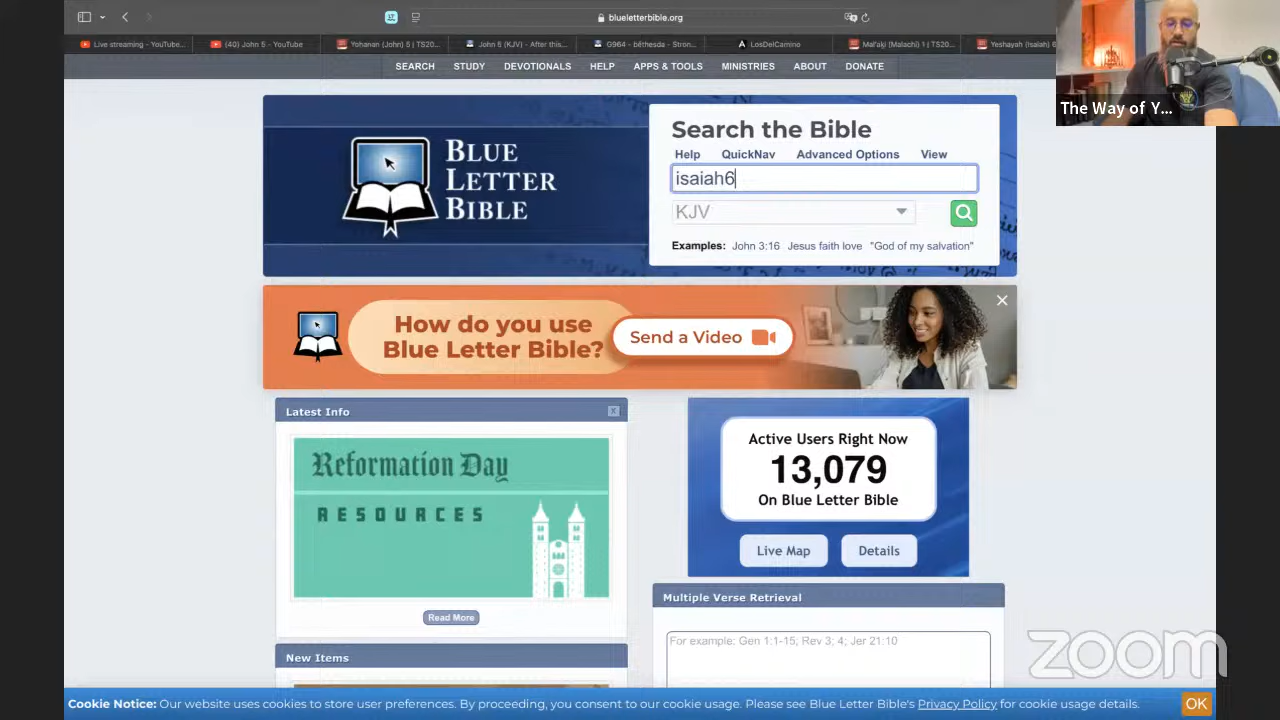 blueletterbible.org
Live streaming - YouTube...
(40) John 5 - YouTube
Yohanan (John) 5 | TS20...
John 5 (KJV) - After this...
G964 - bēthesda - Stron...
LosDelCamino
Mal'aḵi (Malachi) 1 | TS20...
Yeshayah (Isaiah) 6
SEARCH STUDY DEVOTIONALS HELP APPS & TOOLS MINISTRIES ABOUT DONATE
The Way of Y...
BLUE
LETTER
BIBLE
Search the Bible
Help QuickNav Advanced Options View
isaiah6
KJV
Examples: John 3:16 Jesus faith love "God of my salvation"
How do you use
Blue Letter Bible?
Send a Video
Latest Info
x
Reformation Day
RESOURCES
Read More
New Items
Active Users Right Now
13,079
On Blue Letter Bible
Live Map
Details
Multiple Verse Retrieval
For example: Gen 1:1-15; Rev 3; 4; Jer 21:10
zoom
Cookie Notice: Our website uses cookies to store user preferences. By proceeding, you consent to our cookie usage. Please see Blue Letter Bible's Privacy Policy for cookie usage details.
OK